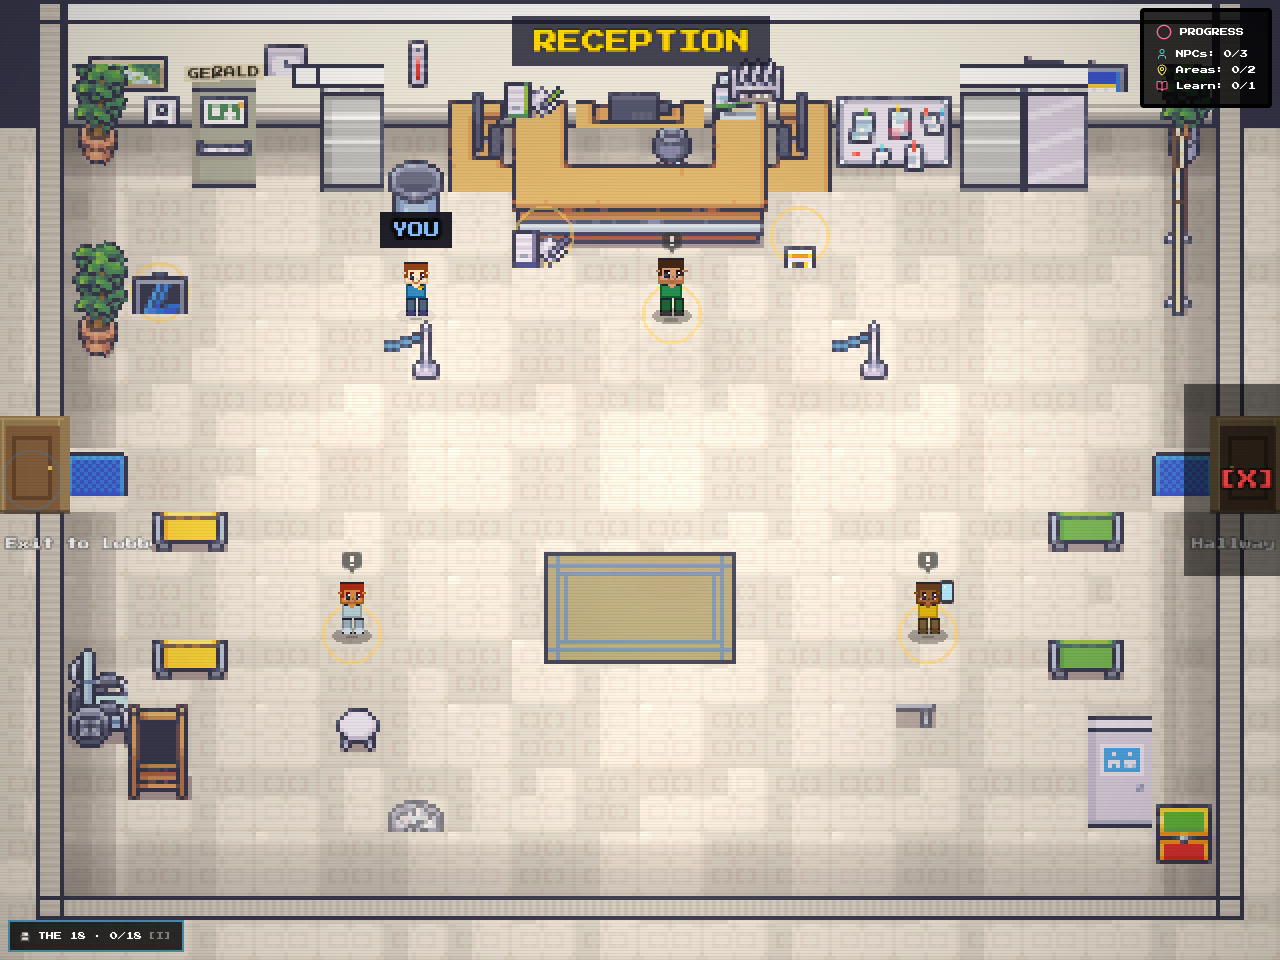 RECEPTION
PROGRESS
NPCs: 0/3
Areas: 0/2
Learn: 0/1
GERALD
YOU
!
!
!
[X]
Exit to Lobb
Hallway
THE 18 · 0/18 [I]